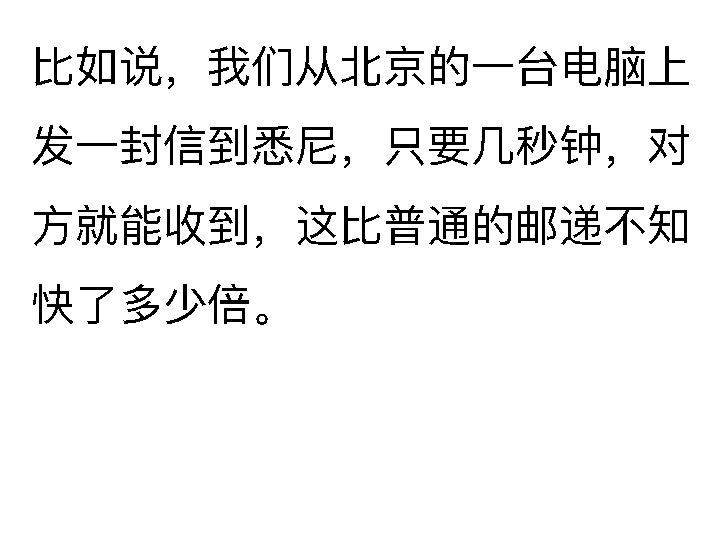 比如说，我们从北京的一台电脑上
发一封信到悉尼，只要几秒钟，对
方就能收到，这比普通的邮递不知
快了多少倍。